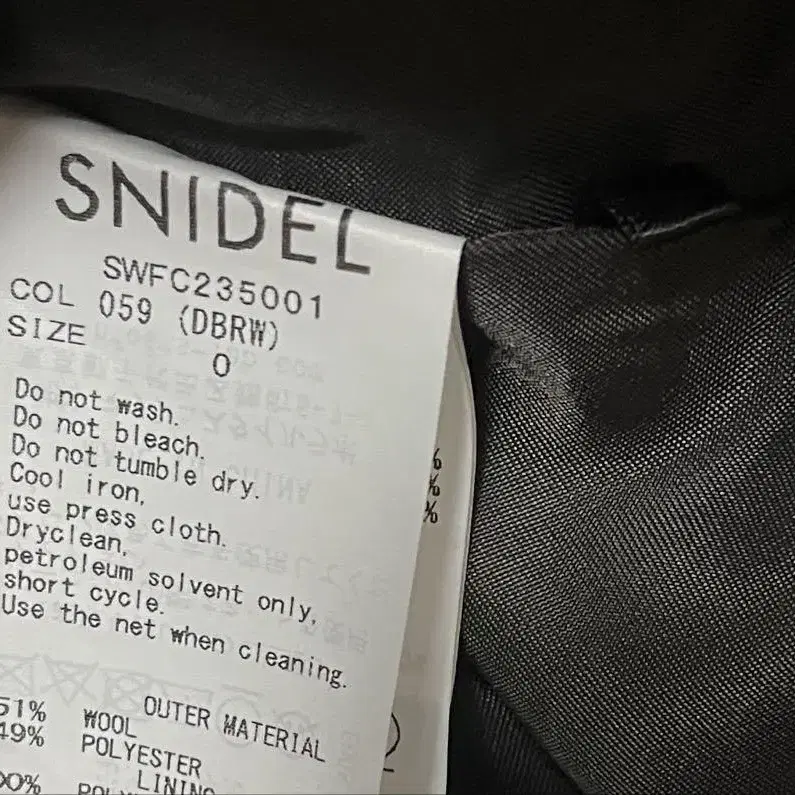 SNIDEL
SWFC235001
COL 059 (DBRW)
SIZE 0
Do not wash.
Do not bleach.
Do not tumble dry.
Cool iron,
use press cloth.
Dryclean,
petroleum solvent only,
short cycle.
Use the net when cleaning.
OUTER MATERIAL
51% WOOL
49% POLYESTER
LINING
%
%
%